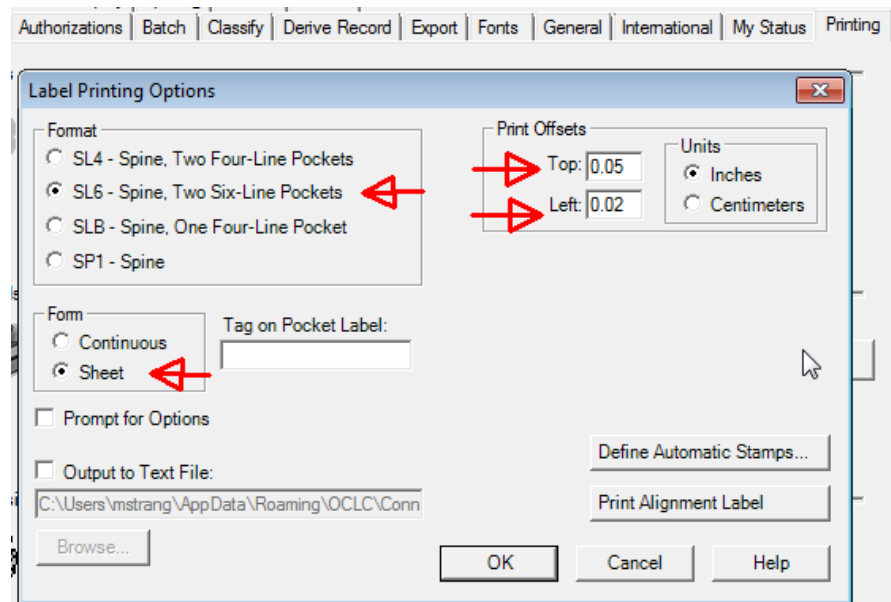 Authorizations Batch Classify Derive Record Export Fonts General International My Status Printing
Label Printing Options
Format
SL4 - Spine, Two Four-Line Pockets
SL6 - Spine, Two Six-Line Pockets
SLB - Spine, One Four-Line Pocket
SP1 - Spine
Print Offsets
Top: 0.05
Left: 0.02
Units
Inches
Centimeters
Form
Continuous
Sheet
Tag on Pocket Label:
Prompt for Options
Output to Text File:
C:\Users\mstrang\AppData\Roaming\OCLC\Conn
Browse...
Define Automatic Stamps...
Print Alignment Label
OK Cancel Help